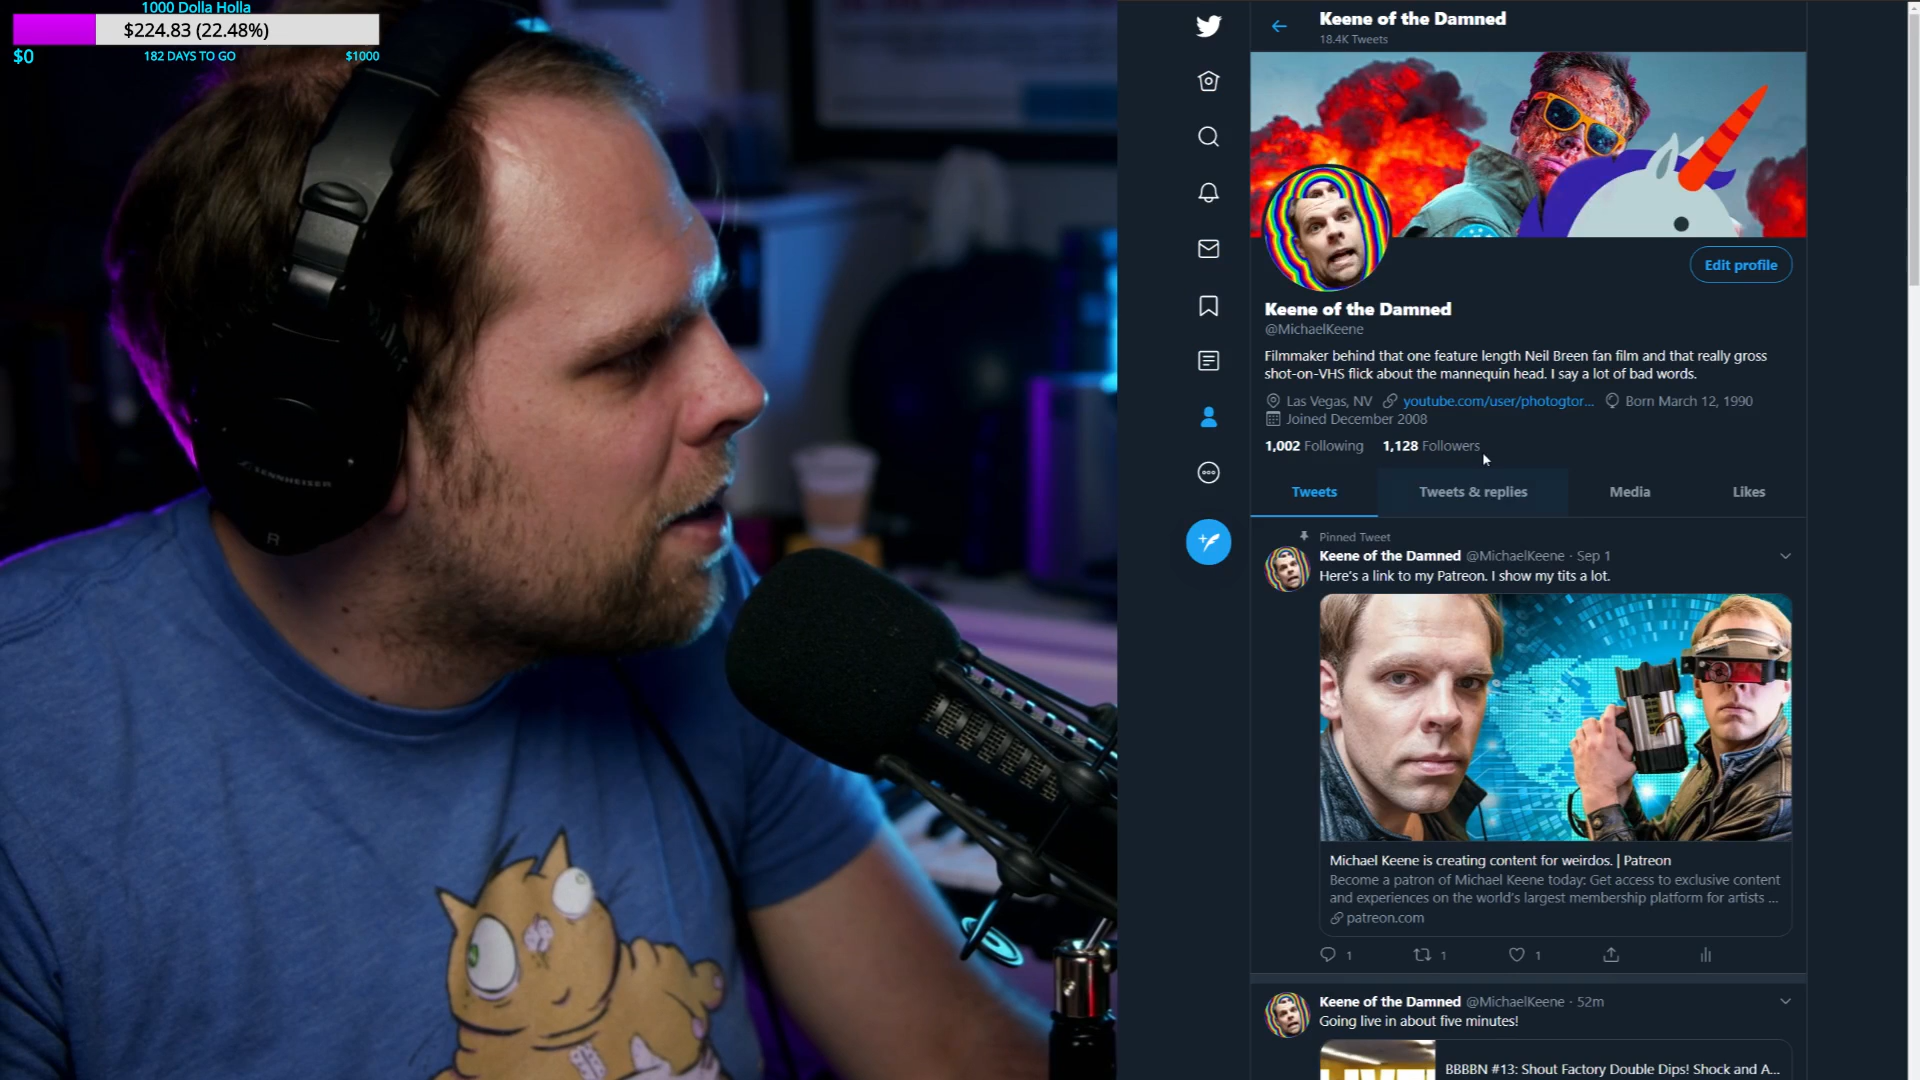 1000 Dolla Holla
$224.83 (22.48%)
$0
182 DAYS TO GO
$1000
SENNHEISER
R
Keene of the Damned
18.4K Tweets
Edit profile
Keene of the Damned
@MichaelKeene
Filmmaker behind that one feature length Neil Breen fan film and that really gross
shot-on-VHS flick about the mannequin head. I say a lot of bad words.
Las Vegas, NV youtube.com/user/photogtor... Born March 12, 1990
Joined December 2008
1,002 Following 1,128 Followers
Tweets Tweets & replies Media Likes
Pinned Tweet
Keene of the Damned @MichaelKeene · Sep 1
Here's a link to my Patreon. I show my tits a lot.
Michael Keene is creating content for weirdos. | Patreon
Become a patron of Michael Keene today: Get access to exclusive content
and experiences on the world's largest membership platform for artists ...
patreon.com
1 1 1
Keene of the Damned @MichaelKeene · 52m
Going live in about five minutes!
BBBBN #13: Shout Factory Double Dips! Shock and A...